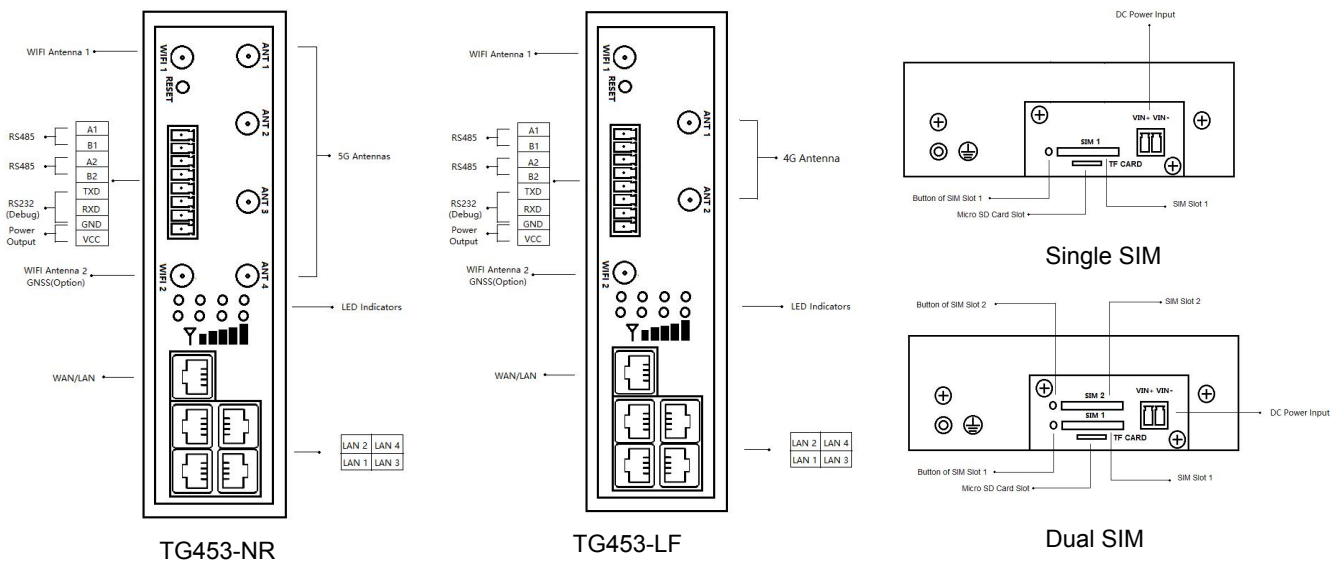 WIFI Antenna 1
WIFI 1
ANT 1
RESET
ANT 2
RS485
A1
B1
RS485
A2
B2
5G Antennas
RS232
(Debug)
TXD
RXD
GND
Power
Output
VCC
ANT 3
WIFI Antenna 2
GNSS(Option)
WIFI 2
ANT 4
LED Indicators
WAN/LAN
LAN 2 LAN 4
LAN 1 LAN 3
TG453-NR
WIFI Antenna 1
WIFI 1
RESET
ANT 1
RS485
A1
B1
RS485
A2
B2
4G Antenna
RS232
(Debug)
TXD
RXD
GND
Power
Output
VCC
ANT 2
WIFI Antenna 2
GNSS(Option)
WIFI 2
LED Indicators
WAN/LAN
LAN 2 LAN 4
LAN 1 LAN 3
TG453-LF
DC Power Input
VIN+ VIN-
SIM 1
TF CARD
Button of SIM Slot 1
SIM Slot 1
Micro SD Card Slot
Single SIM
Button of SIM Slot 2
SIM Slot 2
VIN+ VIN-
SIM 2
SIM 1
DC Power Input
TF CARD
Button of SIM Slot 1
SIM Slot 1
Micro SD Card Slot
Dual SIM